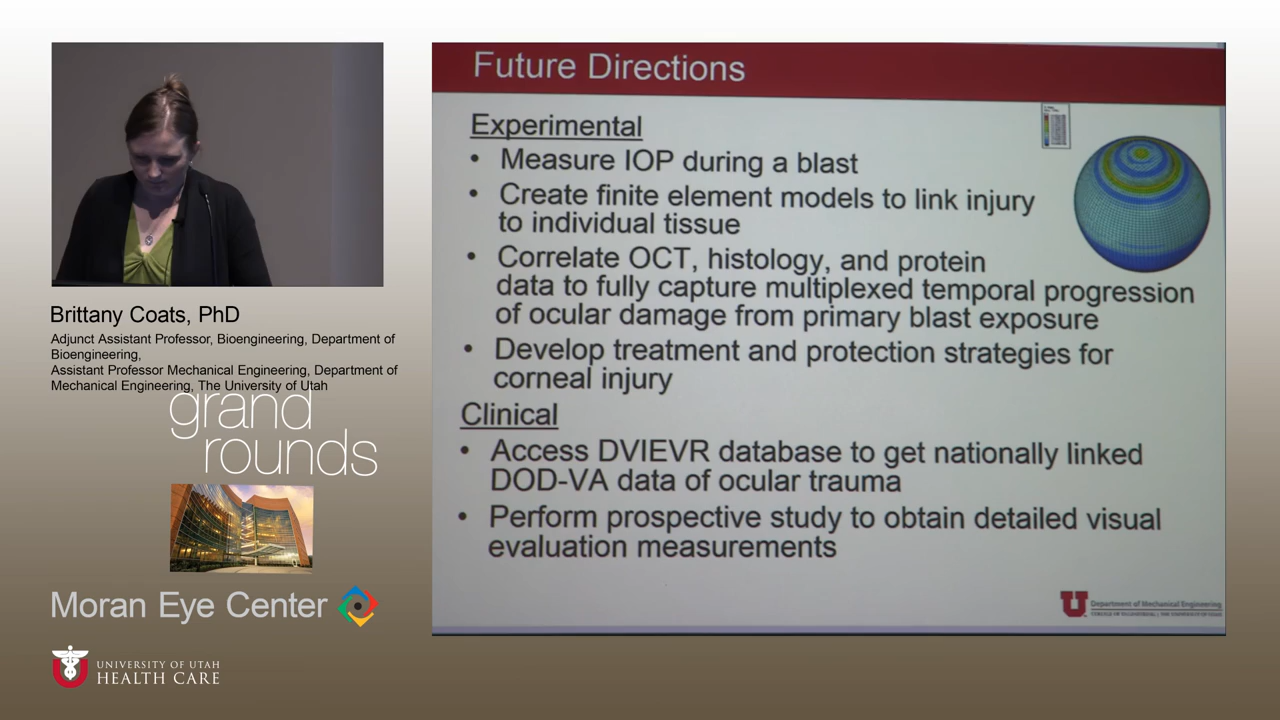 Future Directions
Experimental
• Measure IOP during a blast
• Create finite element models to link injury
to individual tissue
• Correlate OCT, histology, and protein
data to fully capture multiplexed temporal progression
of ocular damage from primary blast exposure
• Develop treatment and protection strategies for
corneal injury
Clinical
• Access DVIEVR database to get nationally linked
DOD-VA data of ocular trauma
• Perform prospective study to obtain detailed visual
evaluation measurements
U Department of Mechanical Engineering
Brittany Coats, PhD
Adjunct Assistant Professor, Bioengineering, Department of
Bioengineering,
Assistant Professor Mechanical Engineering, Department of
Mechanical Engineering, The University of Utah
grand
rounds
Moran Eye Center
UNIVERSITY OF UTAH
HEALTH CARE